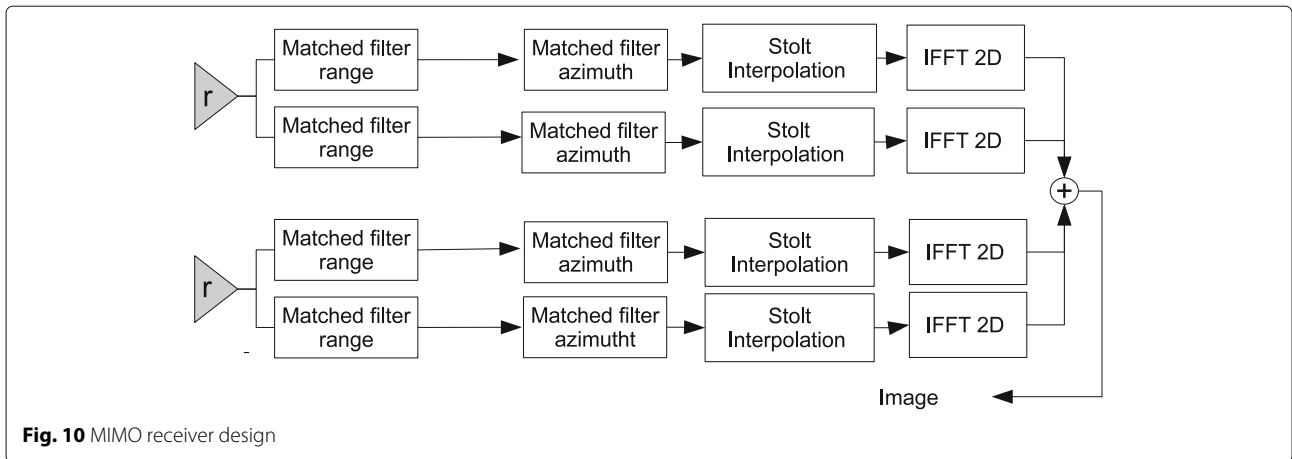 Matched filter
range
Matched filter
azimuth
Stolt
Interpolation
IFFT 2D
r
Matched filter
range
Matched filter
azimuth
Stolt
Interpolation
IFFT 2D
+
Matched filter
range
Matched filter
azimuth
Stolt
Interpolation
IFFT 2D
r
Matched filter
range
Matched filter
azimutht
Stolt
Interpolation
IFFT 2D
Image
Fig. 10 MIMO receiver design